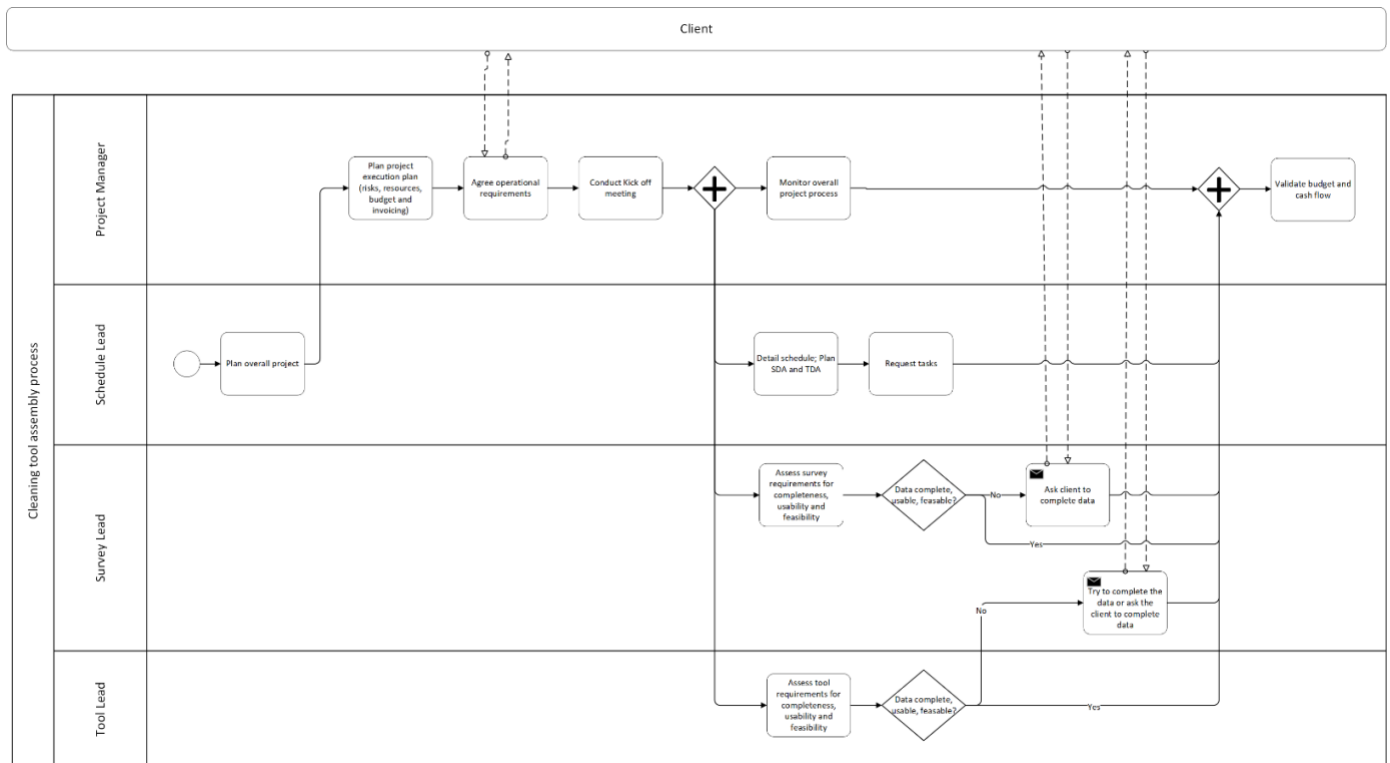 Client
Cleaning tool assembly process
Project Manager
Plan project
execution plan
(risks, resources,
budget and
invoicing)
Agree operational
requirements
Conduct Kick off
meeting
Monitor overall
project process
Validate budget and
cash flow
Schedule Lead
Plan overall project
Detail schedule; Plan
SDA and TDA
Request tasks
Survey Lead
Assess survey
requirements for
completeness,
usability and
feasibility
Data complete,
usable, feasable?
No
Ask client to
complete data
Yes
Try to complete the
data or ask the
client to complete
data
No
Tool Lead
Assess tool
requirements for
completeness,
usability and
feasibility
Data complete,
usable, feasable?
Yes